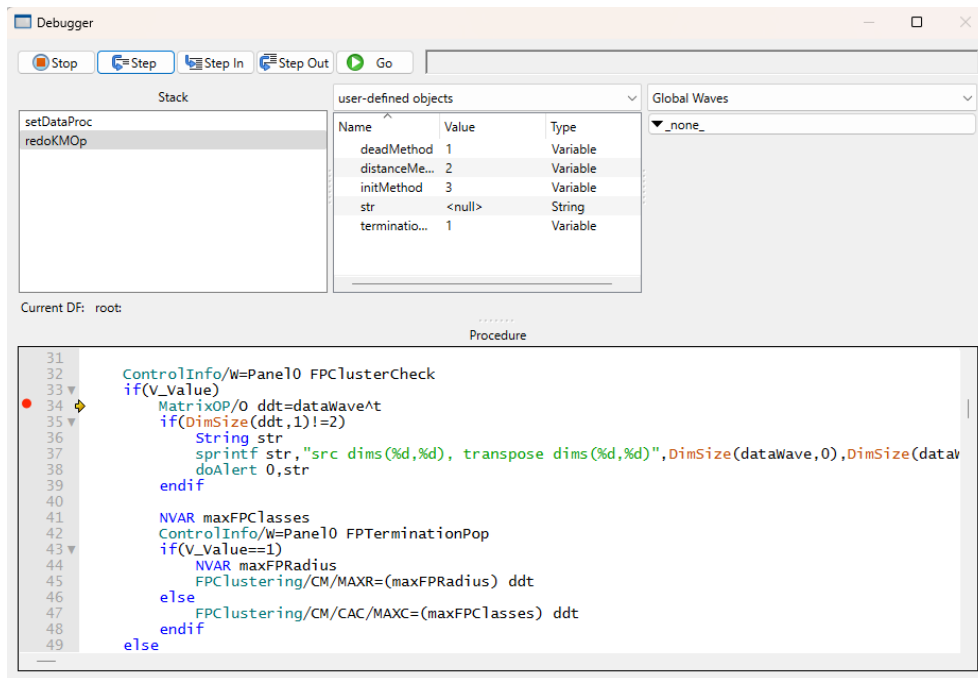 Debugger
Stop Step Step In Step Out Go
Stack
setDataProc
redoKMOp
user-defined objects
Name Value Type
deadMethod 1 Variable
distanceMe... 2 Variable
initMethod 3 Variable
str <null> String
terminatio... 1 Variable
Global Waves
_none_
Current DF: root:
Procedure
31
32 ControlInfo/W=Panel0 FPClusterCheck
33 if(V_Value)
34 MatrixOP/O ddt=dataWave^t
35 if(DimSize(ddt,1)!=2)
36 String str
37 sprintf str,"src dims(%d,%d), transpose dims(%d,%d)",DimSize(dataWave,0),DimSize(dataW
38 doAlert 0,str
39 endif
40
41 NVAR maxFPClasses
42 ControlInfo/W=Panel0 FPTerminationPop
43 if(V_Value==1)
44 NVAR maxFPRadius
45 FPClustering/CM/MAXR=(maxFPRadius) ddt
46 else
47 FPClustering/CM/CAC/MAXC=(maxFPClasses) ddt
48 endif
49 else